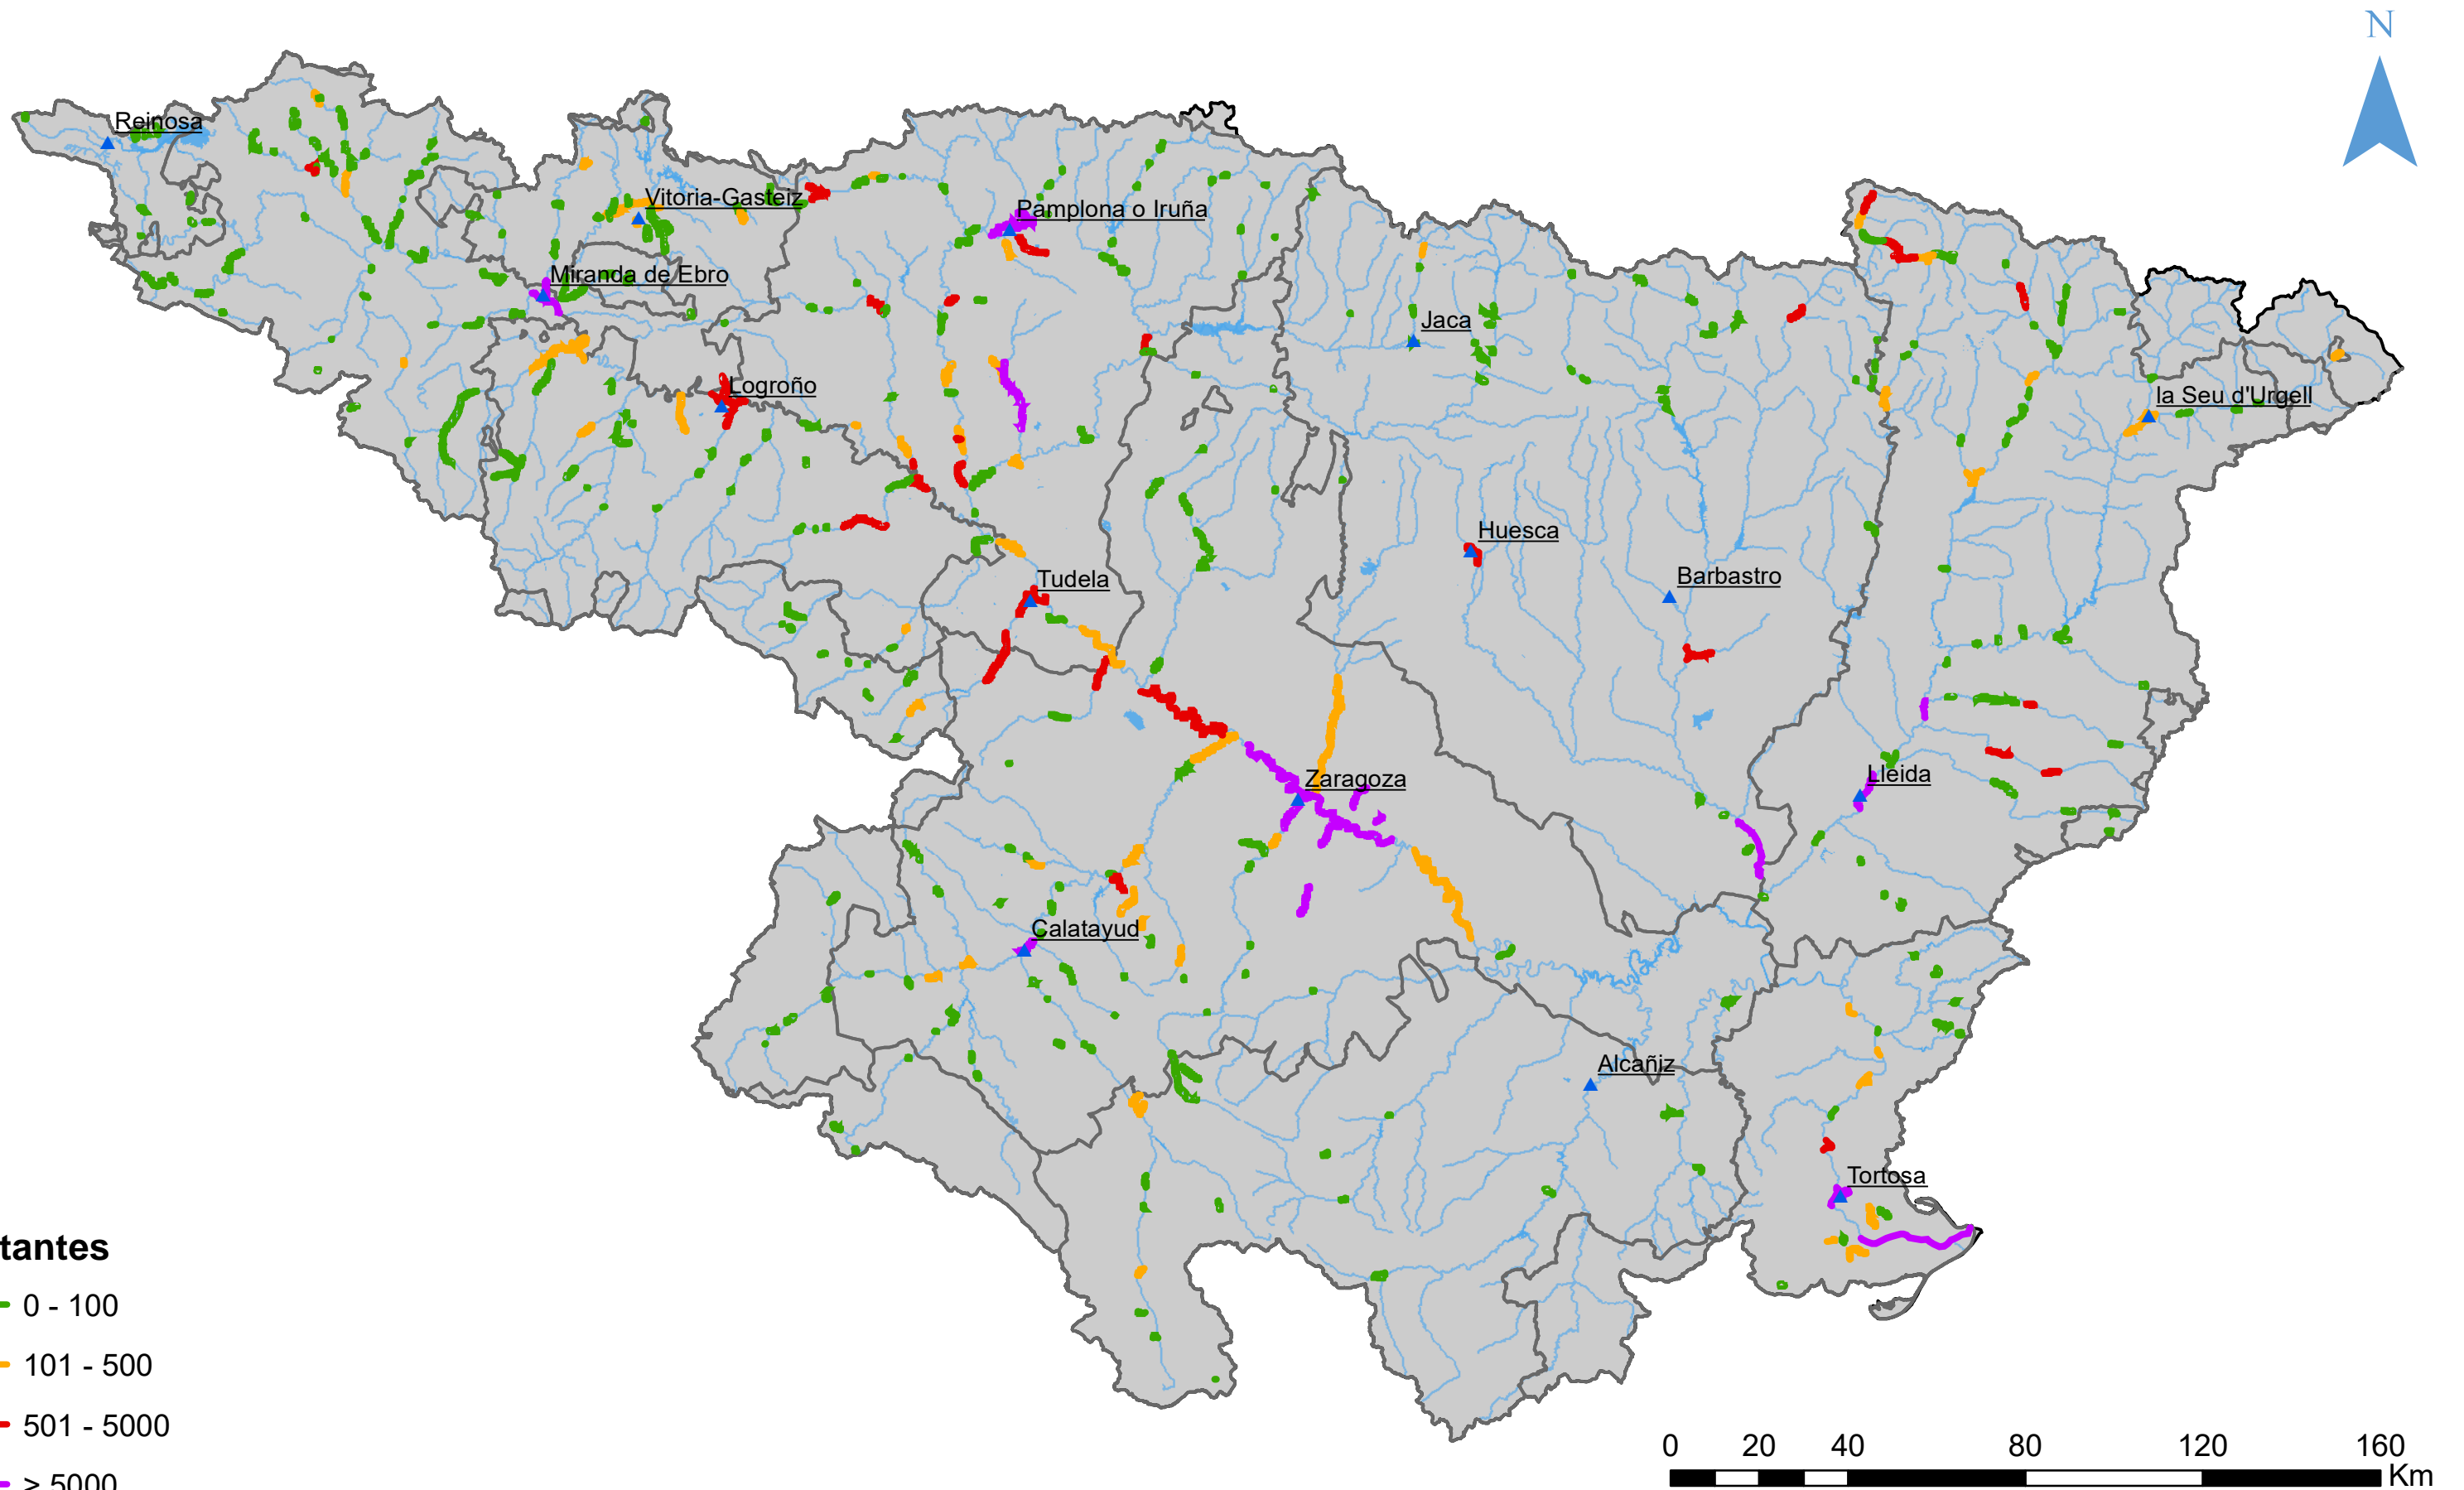 N
Reinosa
Vitoria-Gasteiz
Pamplona o Iruña
Miranda de Ebro
Jaca
Logroño
la Seu d'Urgell
Huesca
Tudela
Barbastro
Zaragoza
Lleida
Calatayud
Alcañiz
Tortosa
tantes
0 - 100
101 - 500
501 - 5000
> 5000
0 20 40 80 120 160
Km